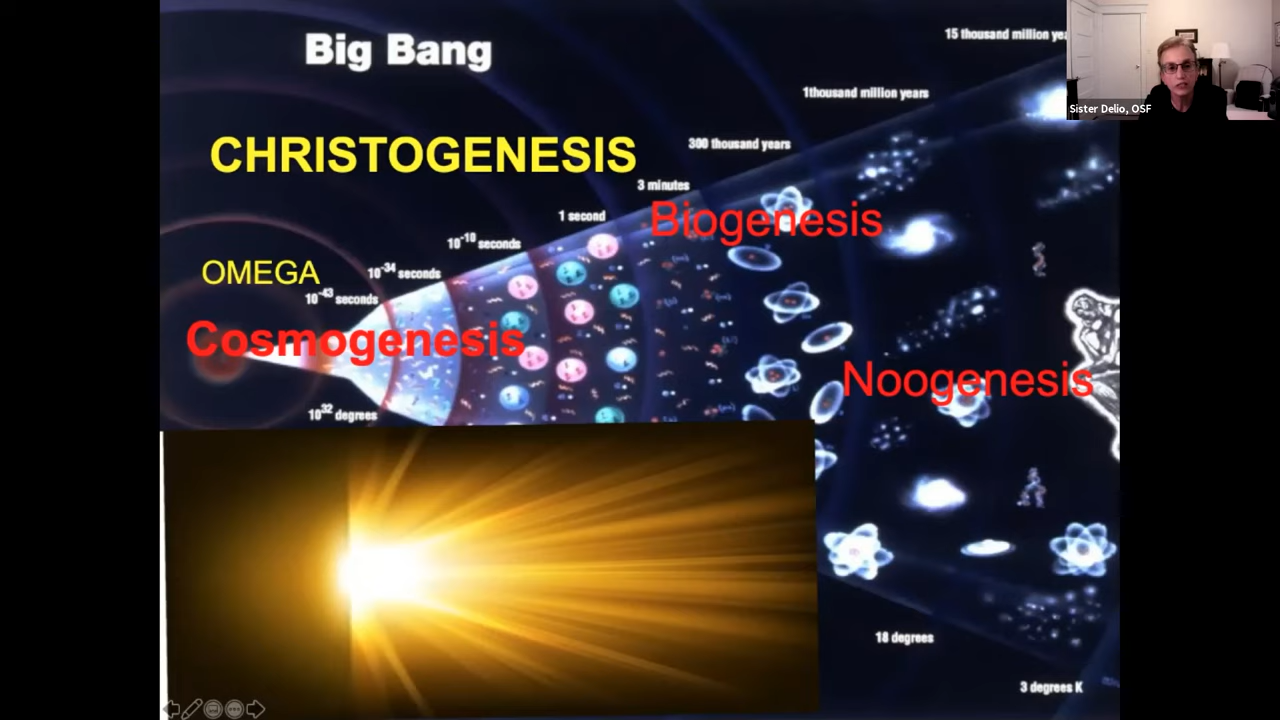 Big Bang
15 thousand million
1thousand million years
Sister Delio, OSF
CHRISTOGENESIS
300 thousand years
3 minutes
Biogenesis
1 second
10⁻¹⁰ seconds
OMEGA
10⁻³⁴ seconds
10⁻⁴³ seconds
Cosmogenesis
Noogenesis
10³² degrees
18 degrees
3 degrees K